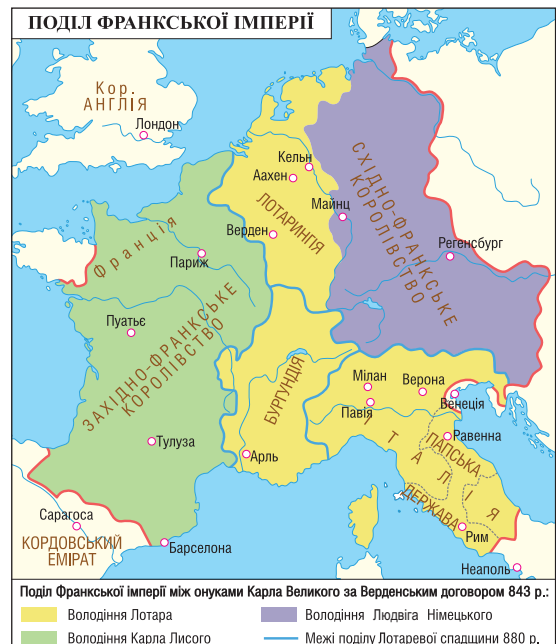 ПОДІЛ ФРАНКСЬКОЇ ІМПЕРІЇ
Кор.
АНГЛІЯ
Лондон
Кельн
Аахен
ЛОТАРИНГІЯ
Майнц
СХІДНО-ФРАНКСЬКЕ
КОРОЛІВСТВО
Верден
Франція
Париж
Регенсбург
Пуатьє
ЗАХІДНО-ФРАНКСЬКЕ
КОРОЛІВСТВО
БУРГУНДІЯ
Мілан
Верона
Павія
Венеція
Равенна
ІТАЛІЯ
ПАПСЬКА
ДЕРЖАВА
Тулуза
Арль
Рим
Сарагоса
КОРДОВСЬКИЙ
ЕМІРАТ
Барселона
Неаполь
Поділ Франкської імперії між онуками Карла Великого за Верденським договором 843 р.:
Володіння Лотара
Володіння Людвіга Німецького
Володіння Карла Лисого
Межі поділу Лотаревої спадщини 880 р.